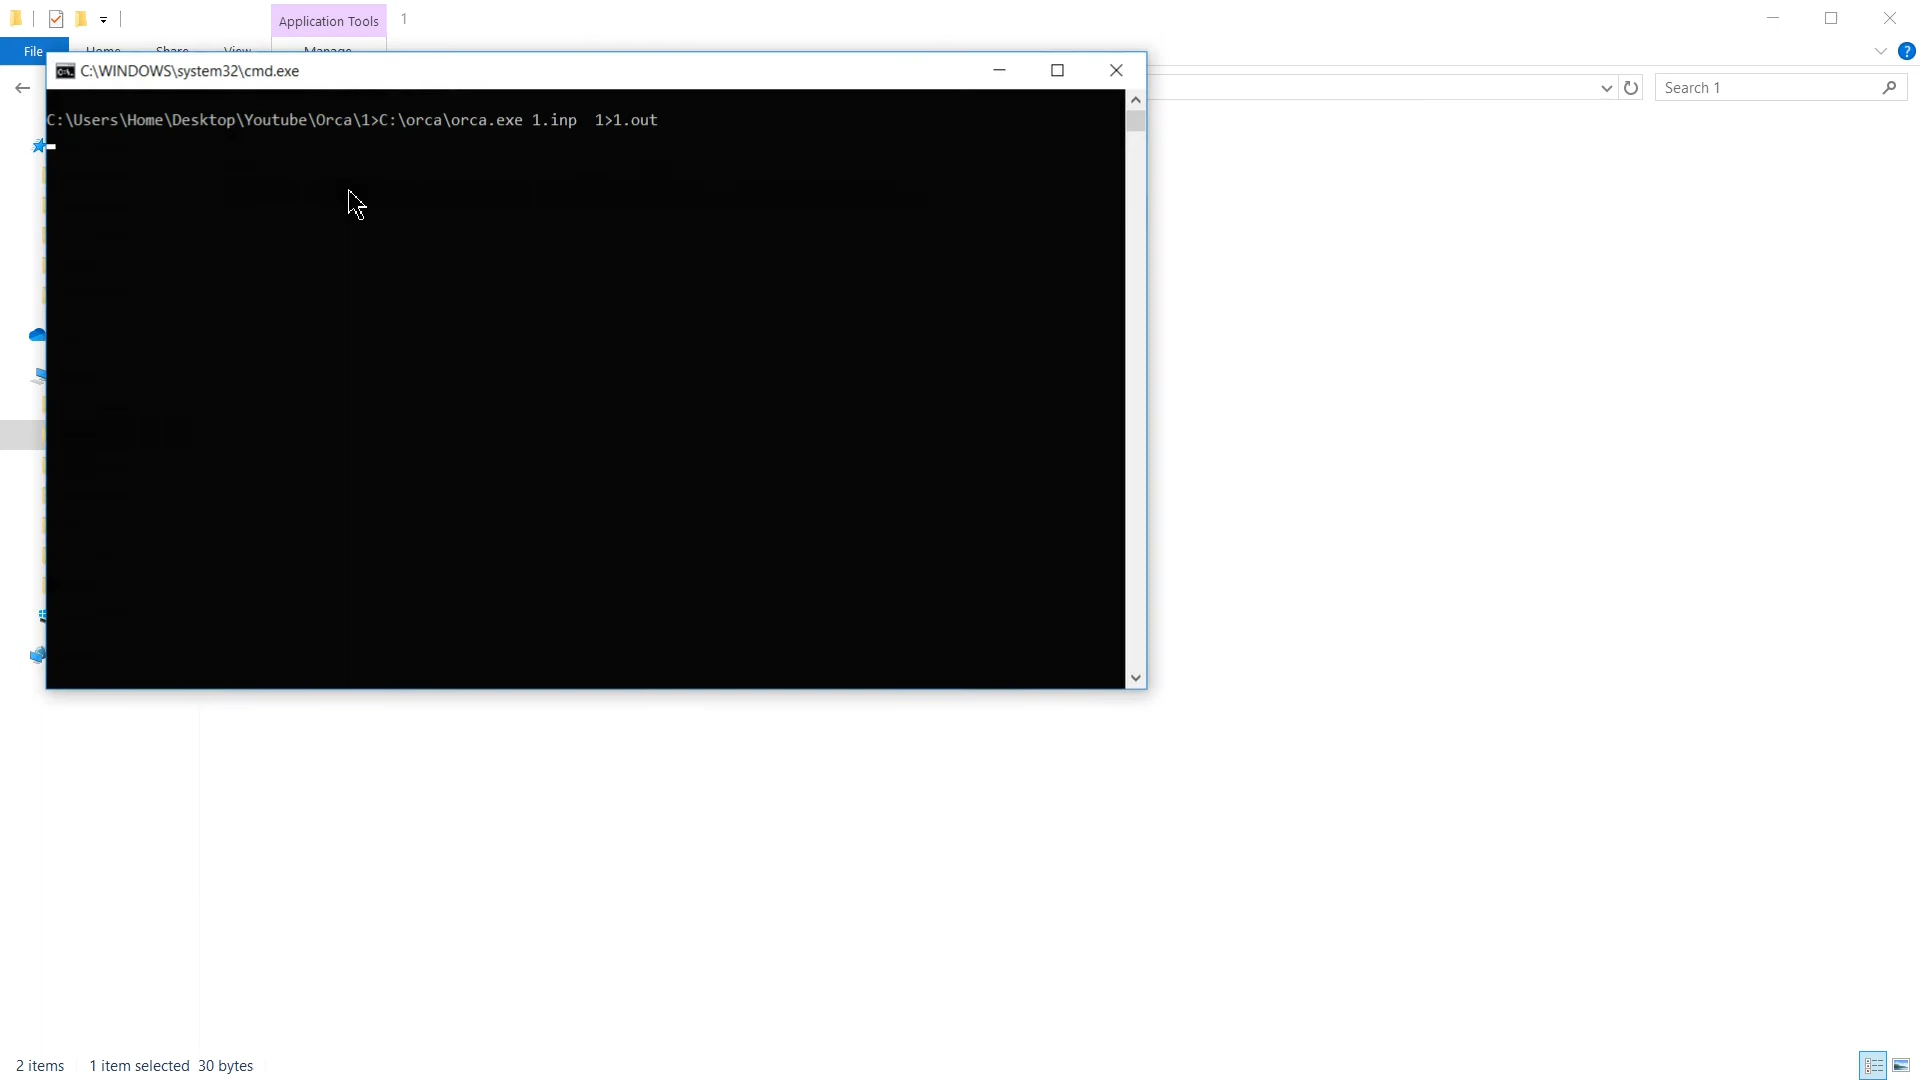 Application Tools
1
File
Home
Share
View
Manage
C:\WINDOWS\system32\cmd.exe
Search 1
C:\Users\Home\Desktop\Youtube\Orca\1>C:\orca\orca.exe 1.inp  1>1.out
2 items
1 item selected  30 bytes